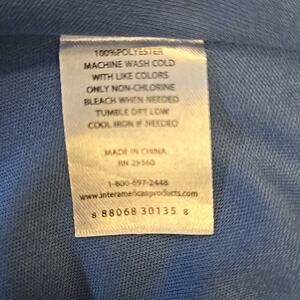 100%POLYESTER
MACHINE WASH COLD
WITH LIKE COLORS
ONLY NON-CHLORINE
BLEACH WHEN NEEDED
TUMBLE DRY LOW
COOL IRON IF NEEDED
MADE IN CHINA
RN 29360
1-800-697-2448
www.interamericanproducts.com
8 88068 30135 8